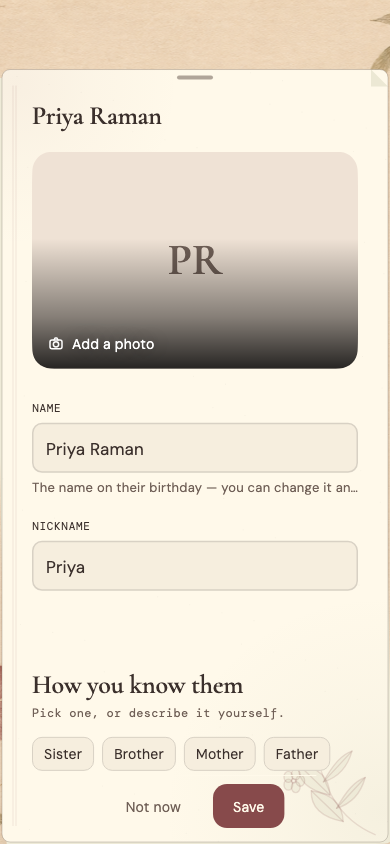 Priya Raman
PR
Add a photo
NAME
Priya Raman
The name on their birthday — you can change it an…
NICKNAME
Priya
How you know them
Pick one, or describe it yourself.
Sister Brother Mother Father
Not now Save